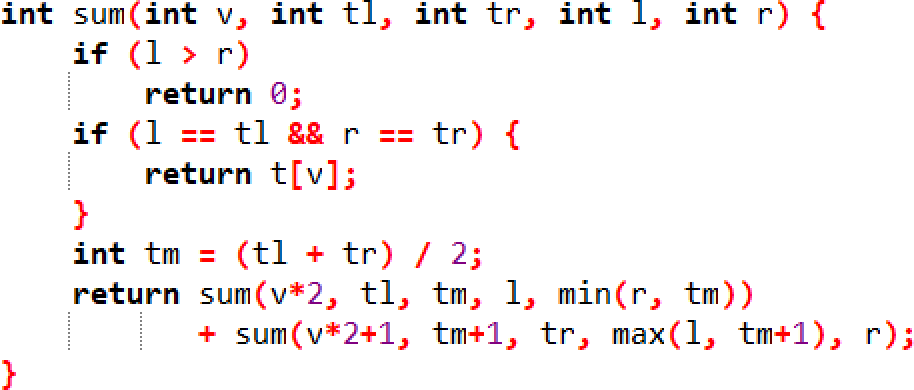 int sum(int v, int tl, int tr, int l, int r) {
    if (l > r)
        return 0;
    if (l == tl && r == tr) {
        return t[v];
    }
    int tm = (tl + tr) / 2;
    return sum(v*2, tl, tm, l, min(r, tm))
           + sum(v*2+1, tm+1, tr, max(l, tm+1), r);
}